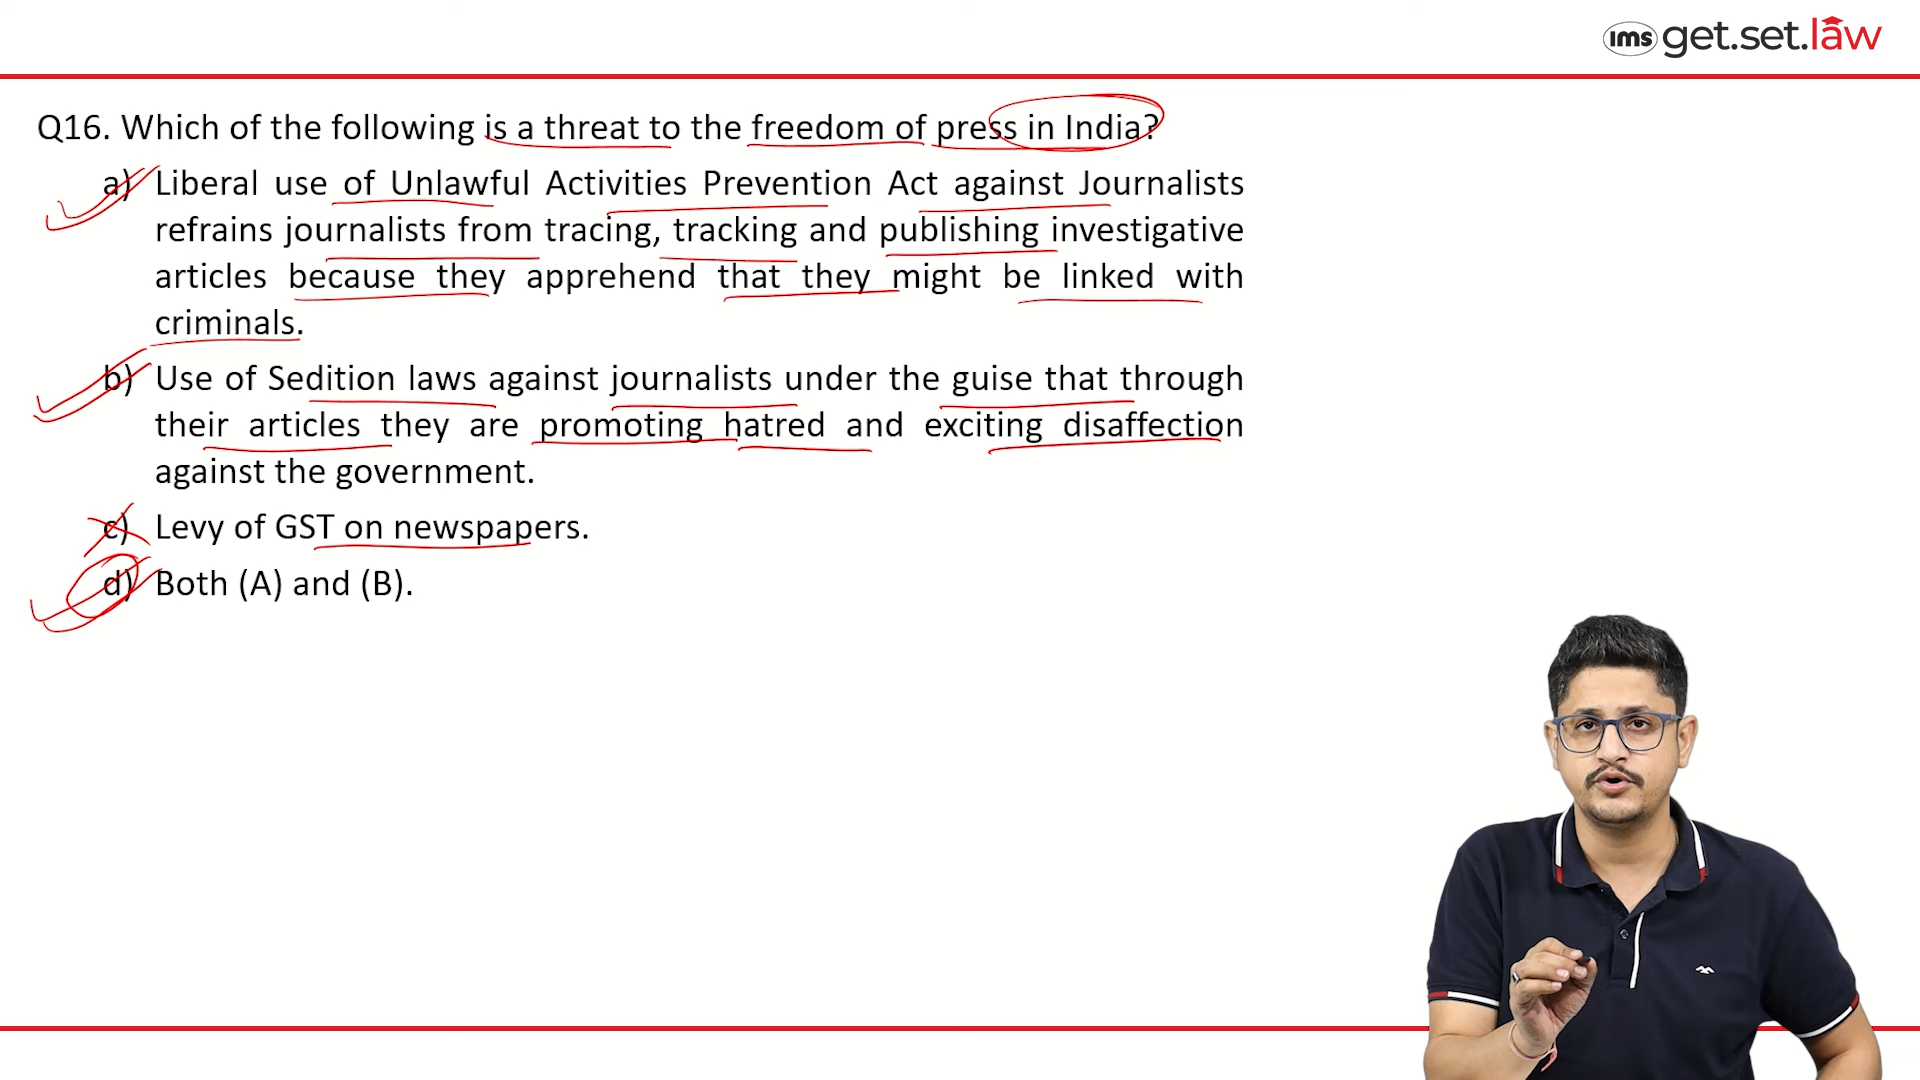 ims get.set.law
Q16. Which of the following is a threat to the freedom of press in India?
a) Liberal use of Unlawful Activities Prevention Act against Journalists
refrains journalists from tracing, tracking and publishing investigative
articles because they apprehend that they might be linked with
criminals.
b) Use of Sedition laws against journalists under the guise that through
their articles they are promoting hatred and exciting disaffection
against the government.
c) Levy of GST on newspapers.
d) Both (A) and (B).